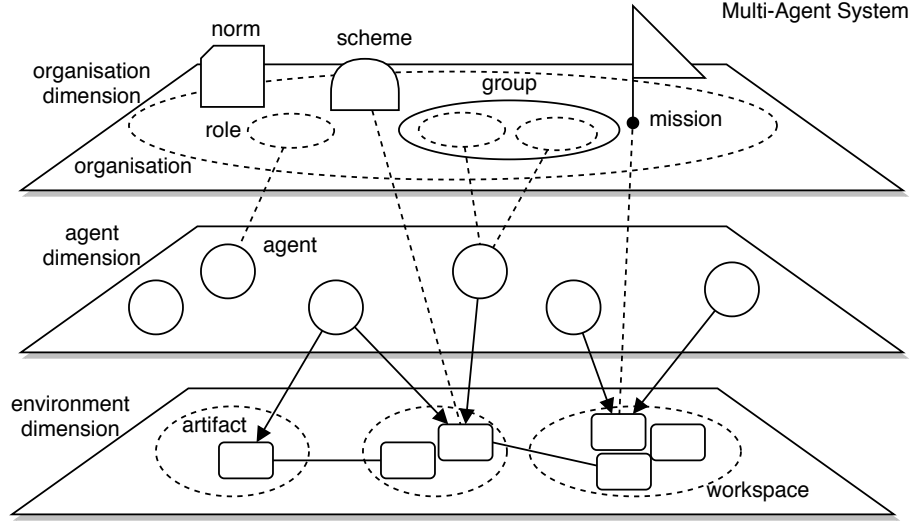 Multi-Agent System
norm
scheme
organisation
dimension
group
role
mission
organisation
agent
dimension
agent
environment
dimension
artifact
workspace